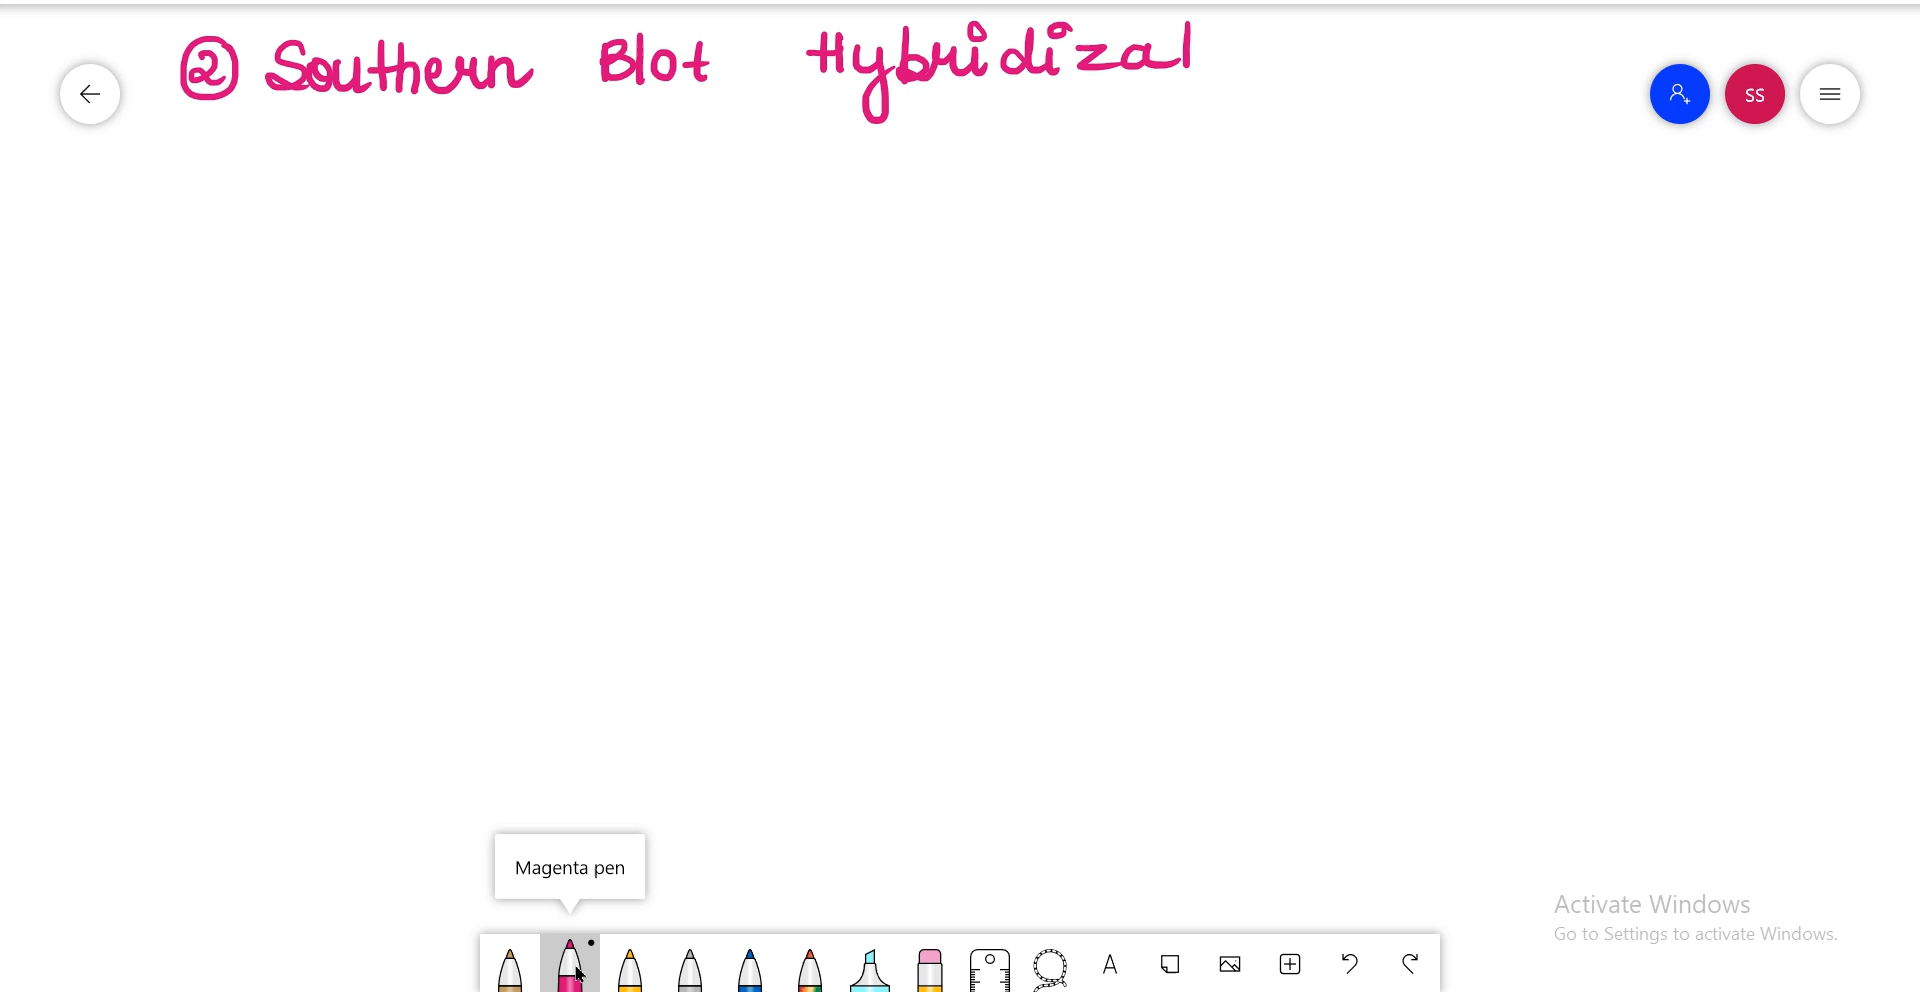 ② Southern Blot Hybridizal
SS
Magenta pen
A
Activate Windows
Go to Settings to activate Windows.